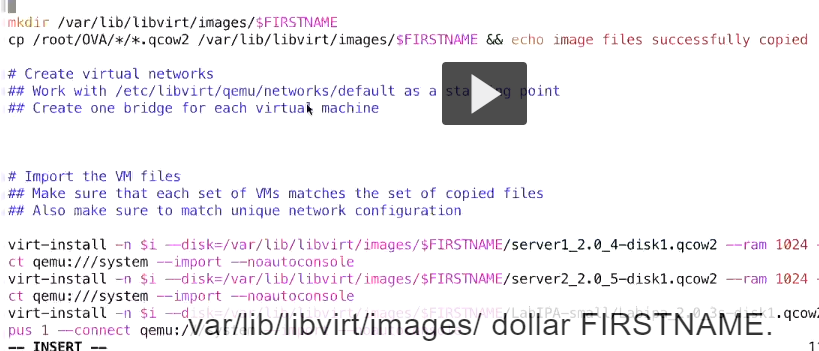 mkdir /var/lib/libvirt/images/$FIRSTNAME
cp /root/OVA/*/*.qcow2 /var/lib/libvirt/images/$FIRSTNAME && echo image files successfully copied
# Create virtual networks
## Work with /etc/libvirt/qemu/networks/default as a starting point
## Create one bridge for each virtual machine
# Import the VM files
## Make sure that each set of VMs matches the set of copied files
## Also make sure to match unique network configuration
virt-install -n $i --disk=/var/lib/libvirt/images/$FIRSTNAME/server1_2.0_4-disk1.qcow2 --ram 1024 -
ct qemu:///system --import --noautoconsole
virt-install -n $i --disk=/var/lib/libvirt/images/$FIRSTNAME/server2_2.0_5-disk1.qcow2 --ram 1024 -
ct qemu:///system --import --noautoconsole
virt-install -n $i --d
pus 1 --connect qemu:/
var/lib/libvirt/images/ dollar FIRSTNAME.
-- INSERT --